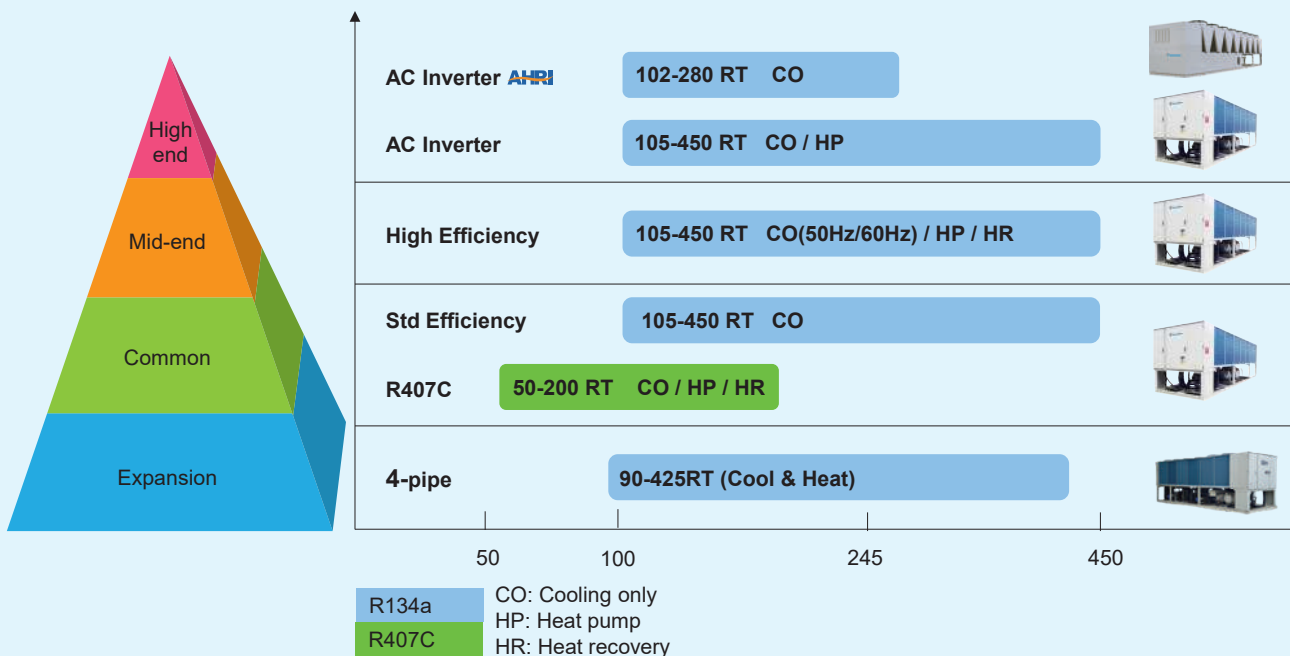 High
end
Mid-end
Common
Expansion
AC Inverter AHRI 102-280 RT CO
AC Inverter 105-450 RT CO / HP
High Efficiency 105-450 RT CO(50Hz/60Hz) / HP / HR
Std Efficiency 105-450 RT CO
R407C 50-200 RT CO / HP / HR
4-pipe 90-425RT (Cool & Heat)
50 100 245 450
R134a
R407C
CO: Cooling only
HP: Heat pump
HR: Heat recovery